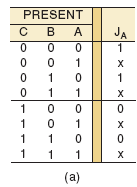 PRESENT
C B A J_A
0 0 0 1
0 0 1 x
0 1 0 1
0 1 1 x
1 0 0 0
1 0 1 x
1 1 0 0
1 1 1 x
(a)